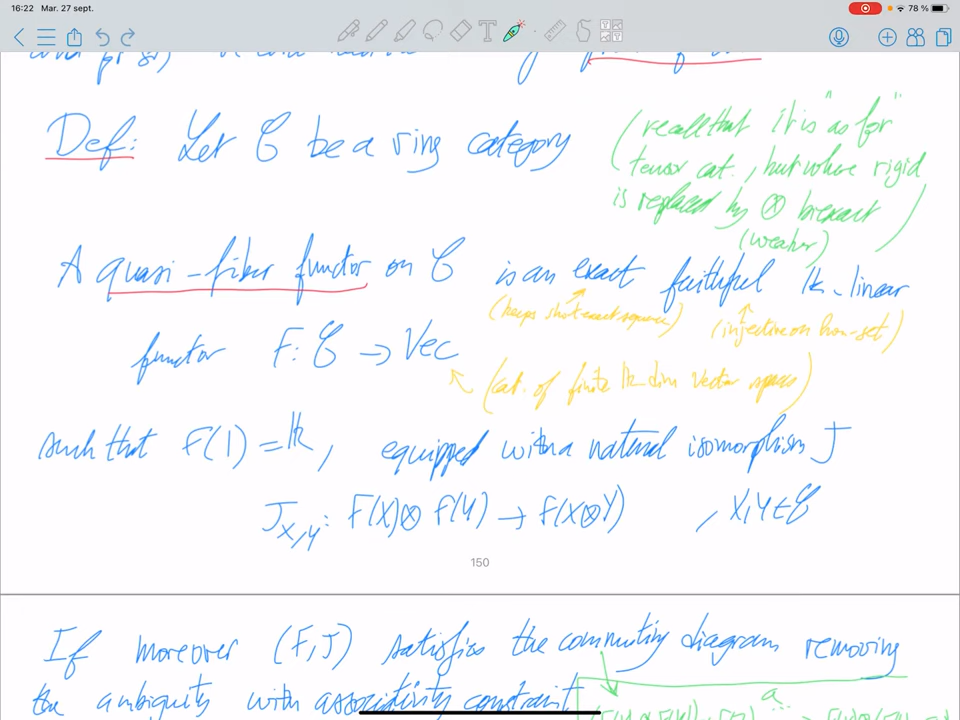 16:22 Mar. 27 sept. 78 %
Def: Let C be a ring category
(recall that it is "as for"
tensor cat., but where rigid
is replaced by ⊗ biexact
(weaker))
A quasi-fiber functor on C is an exact faithful 𝕜-linear
(keeps short exact sequence) (injective on hom-set)
functor F: C → Vec
(cat. of finite 𝕜-dim vector spaces)
such that F(1) = 𝕜, equipped with a natural isomorphism J
J_{X,Y}: F(X)⊗ F(Y) → F(X⊗Y) , X,Y ∈ C
150
If moreover (F,J) satisfies the commuting diagram removing
the ambiguity with associativity constraint
a